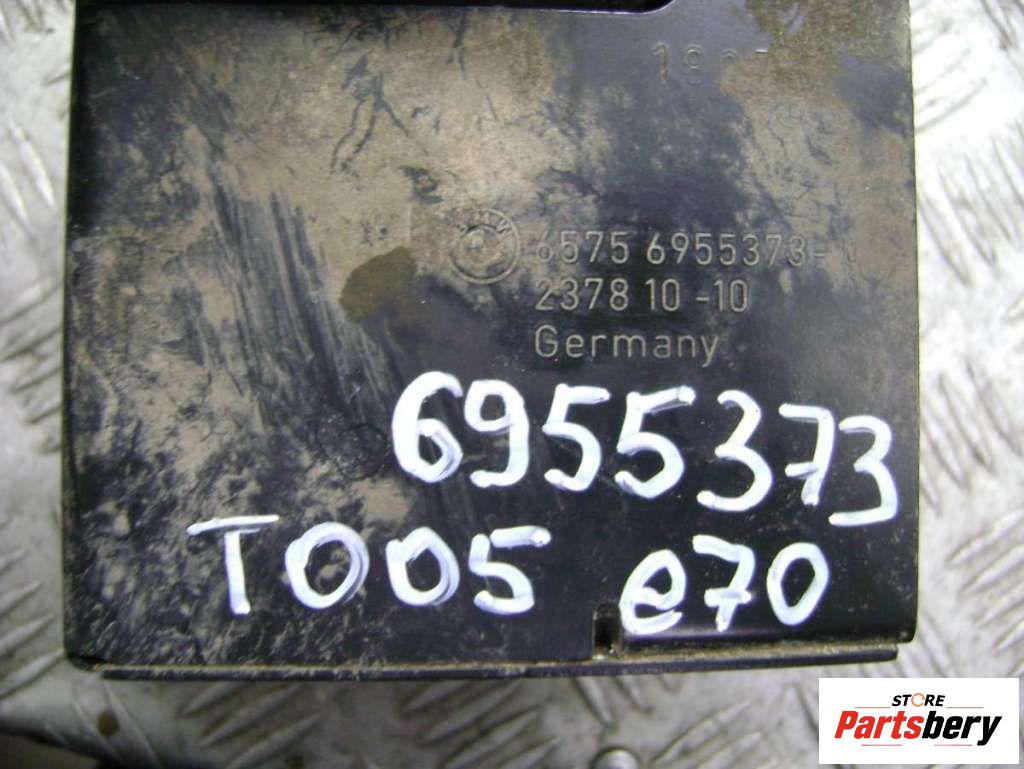 6575 6955373-
2378 10 -10
Germany
6955373
T005 e70
STORE
Partsbery